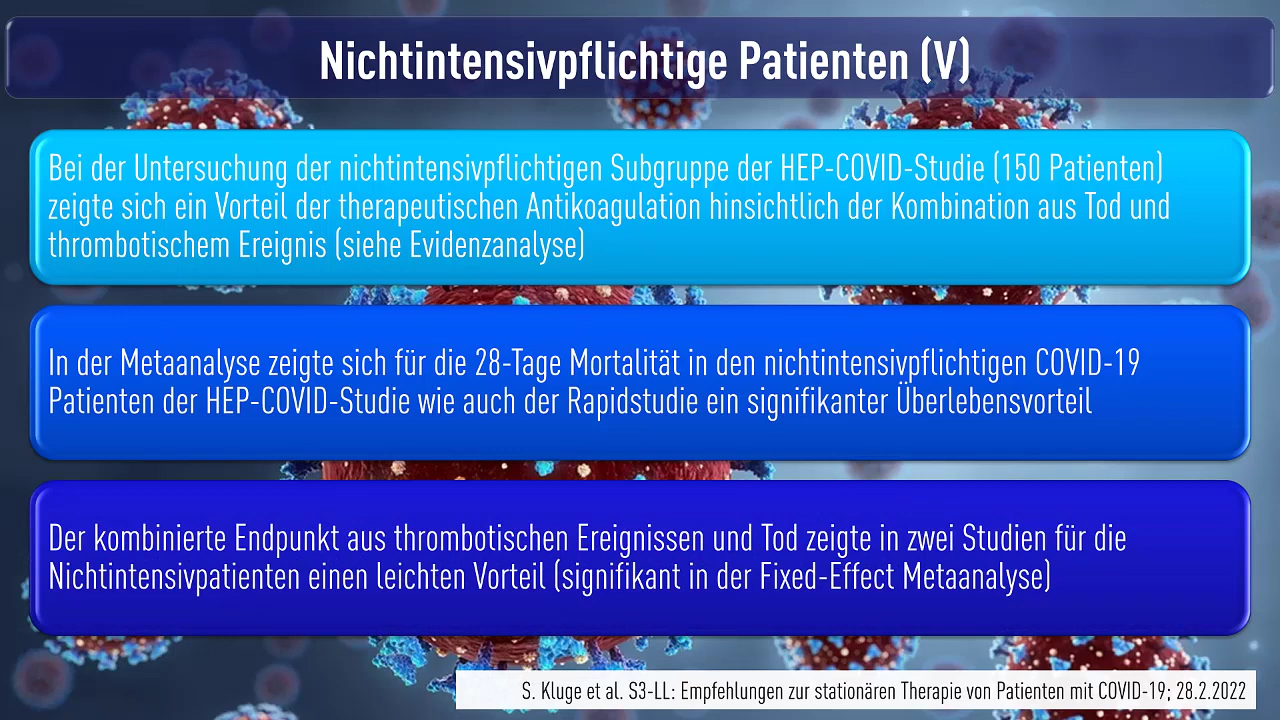 Nichtintensivpflichtige Patienten (V)
Bei der Untersuchung der nichtintensivpflichtigen Subgruppe der HEP-COVID-Studie (150 Patienten)
zeigte sich ein Vorteil der therapeutischen Antikoagulation hinsichtlich der Kombination aus Tod und
thrombotischem Ereignis (siehe Evidenzanalyse)
In der Metaanalyse zeigte sich für die 28-Tage Mortalität in den nichtintensivpflichtigen COVID-19
Patienten der HEP-COVID-Studie wie auch der Rapidstudie ein signifikanter Überlebensvorteil
Der kombinierte Endpunkt aus thrombotischen Ereignissen und Tod zeigte in zwei Studien für die
Nichtintensivpatienten einen leichten Vorteil (signifikant in der Fixed-Effect Metaanalyse)
S. Kluge et al. S3-LL: Empfehlungen zur stationären Therapie von Patienten mit COVID-19; 28.2.2022